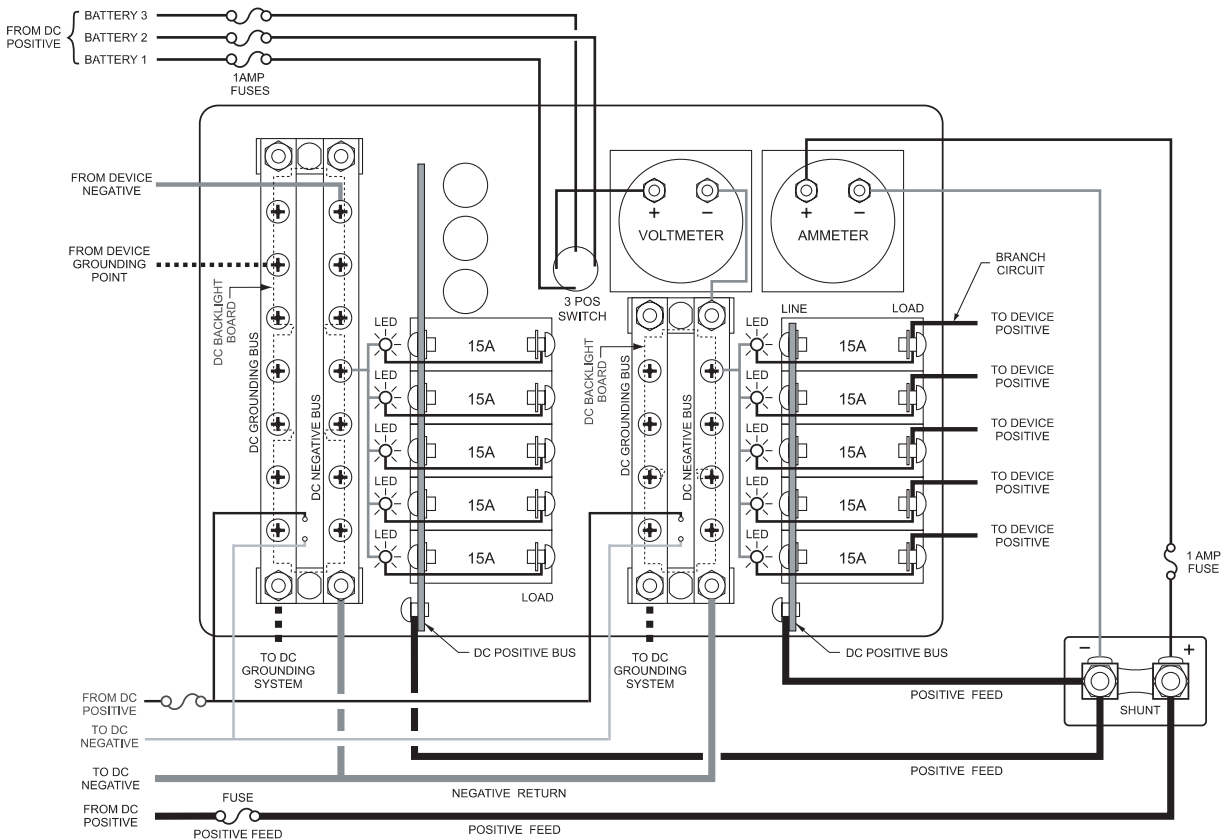 BATTERY 3
FROM DC
POSITIVE
BATTERY 2
BATTERY 1
1AMP
FUSES
FROM DEVICE
NEGATIVE
FROM DEVICE
GROUNDING
POINT
DC BACKLIGHT
BOARD
DC GROUNDING BUS
DC NEGATIVE BUS
3 POS
SWITCH
+
−
VOLTMETER
+
−
AMMETER
BRANCH
CIRCUIT
LINE
LOAD
LED
15A
LED
15A
LED
15A
LED
15A
LED
15A
LOAD
DC BACKLIGHT
BOARD
DC GROUNDING BUS
DC NEGATIVE BUS
LED
15A
LED
15A
LED
15A
LED
15A
LED
15A
TO DEVICE
POSITIVE
TO DEVICE
POSITIVE
TO DEVICE
POSITIVE
TO DEVICE
POSITIVE
TO DEVICE
POSITIVE
1 AMP
FUSE
TO DC
GROUNDING
SYSTEM
DC POSITIVE BUS
TO DC
GROUNDING
SYSTEM
DC POSITIVE BUS
−
+
SHUNT
POSITIVE FEED
FROM DC
POSITIVE
TO DC
NEGATIVE
POSITIVE FEED
TO DC
NEGATIVE
NEGATIVE RETURN
FROM DC
POSITIVE
FUSE
POSITIVE FEED
POSITIVE FEED